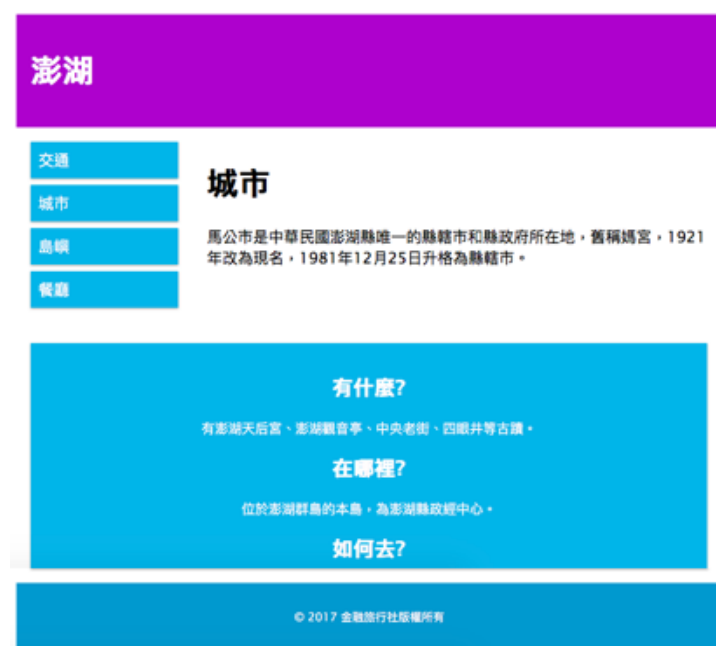 澎湖
交通
城市
島嶼
餐廳
城市
馬公市是中華民國澎湖縣唯一的縣轄市和縣政府所在地，舊稱媽宮，1921
年改為現名，1981年12月25日升格為縣轄市。
有什麼?
有澎湖天后宮、澎湖觀音亭、中央老街、四眼井等古蹟。
在哪裡?
位於澎湖群島的本島，為澎湖縣政經中心。
如何去?
© 2017 金融旅行社版權所有